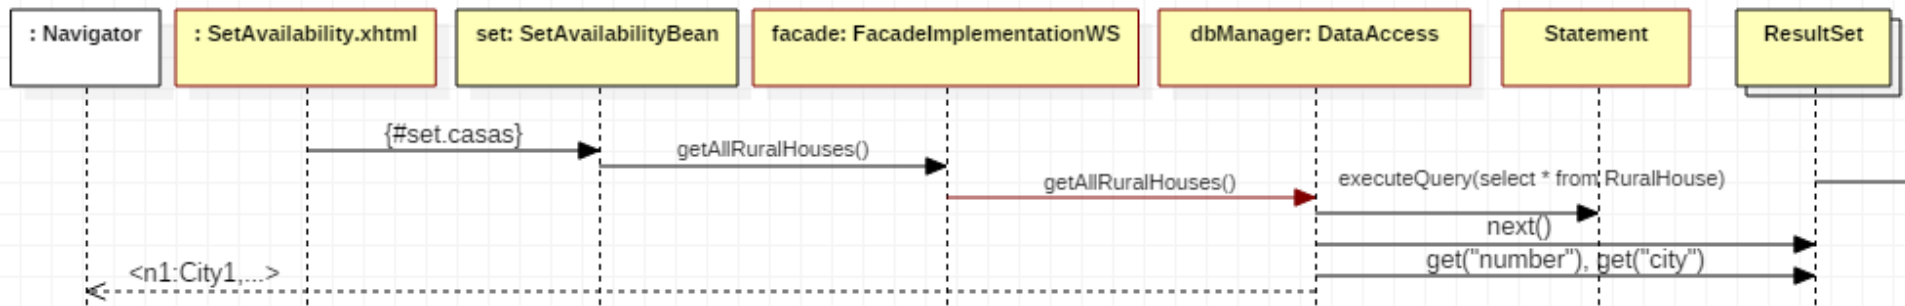 : Navigator
: SetAvailability.xhtml
set: SetAvailabilityBean
facade: FacadeImplementationWS
dbManager: DataAccess
Statement
ResultSet
{#set.casas}
getAllRuralHouses()
getAllRuralHouses()
executeQuery(select * from RuralHouse)
next()
get("number"), get("city")
<n1:City1,...>